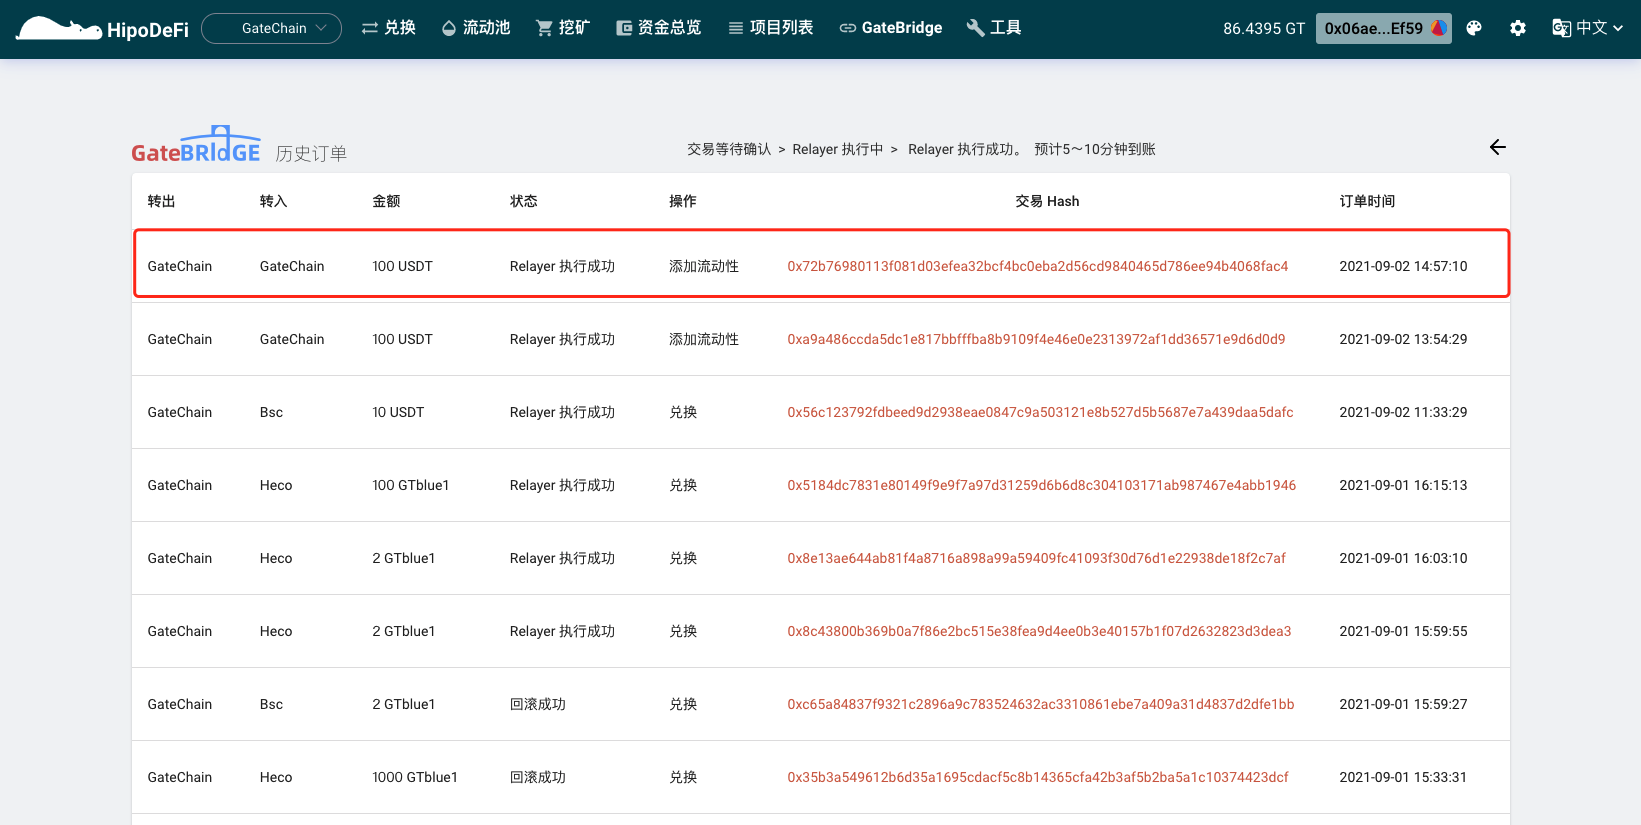 HipoDeFi GateChain 兑换 流动池 挖矿 资金总览 项目列表 GateBridge 工具 86.4395 GT 0x06ae...Ef59 中文
GateBRIdGE 历史订单 交易等待确认 > Relayer 执行中 > Relayer 执行成功。 预计5～10分钟到账
转出 转入 金额 状态 操作 交易 Hash 订单时间
GateChain GateChain 100 USDT Relayer 执行成功 添加流动性 0x72b76980113f081d03efea32bcf4bc0eba2d56cd9840465d786ee94b4068fac4 2021-09-02 14:57:10
GateChain GateChain 100 USDT Relayer 执行成功 添加流动性 0xa9a486ccda5dc1e817bbfffba8b9109f4e46e0e2313972af1dd36571e9d6d0d9 2021-09-02 13:54:29
GateChain Bsc 10 USDT Relayer 执行成功 兑换 0x56c123792fdbeed9d2938eae0847c9a503121e8b527d5b5687e7a439daa5dafc 2021-09-02 11:33:29
GateChain Heco 100 GTblue1 Relayer 执行成功 兑换 0x5184dc7831e80149f9e9f7a97d31259d6b6d8c304103171ab987467e4abb1946 2021-09-01 16:15:13
GateChain Heco 2 GTblue1 Relayer 执行成功 兑换 0x8e13ae644ab81f4a8716a898a99a59409fc41093f30d76d1e22938de18f2c7af 2021-09-01 16:03:10
GateChain Heco 2 GTblue1 Relayer 执行成功 兑换 0x8c43800b369b0a7f86e2bc515e38fea9d4ee0b3e40157b1f07d2632823d3dea3 2021-09-01 15:59:55
GateChain Bsc 2 GTblue1 回滚成功 兑换 0xc65a84837f9321c2896a9c783524632ac3310861ebe7a409a31d4837d2dfe1bb 2021-09-01 15:59:27
GateChain Heco 1000 GTblue1 回滚成功 兑换 0x35b3a549612b6d35a1695cdacf5c8b14365cfa42b3af5b2ba5a1c10374423dcf 2021-09-01 15:33:31